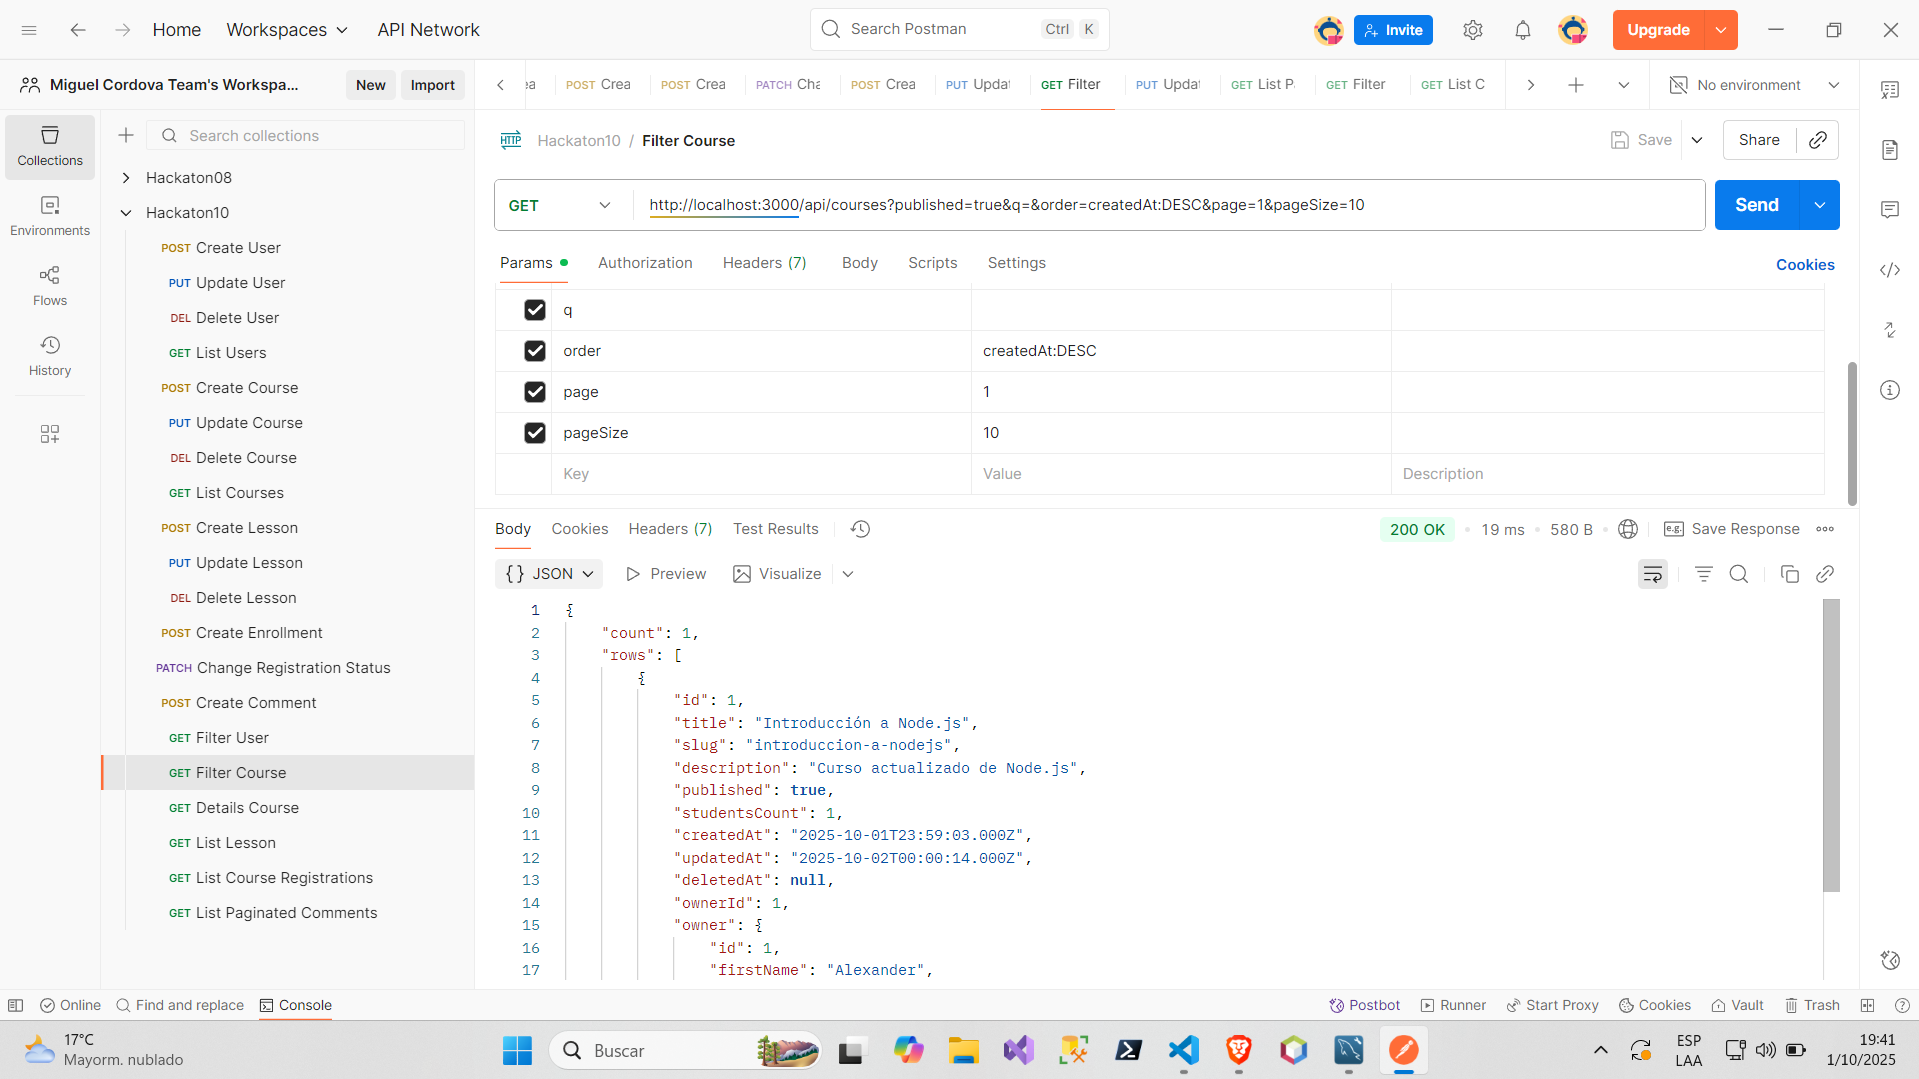 Home
Workspaces
API Network
Search Postman
Ctrl
K
Invite
Upgrade
Miguel Cordova Team's Workspa...
New
Import
POST Crea
POST Crea
PATCH Cha
POST Crea
PUT Updat
GET Filter
PUT Updat
GET List P
GET Filter
GET List C
No environment
Collections
Environments
Flows
History
Search collections
Hackaton08
Hackaton10
POST Create User
PUT Update User
DEL Delete User
GET List Users
POST Create Course
PUT Update Course
DEL Delete Course
GET List Courses
POST Create Lesson
PUT Update Lesson
DEL Delete Lesson
POST Create Enrollment
PATCH Change Registration Status
POST Create Comment
GET Filter User
GET Filter Course
GET Details Course
GET List Lesson
GET List Course Registrations
GET List Paginated Comments
HTTP Hackaton10 / Filter Course
Save
Share
GET
http://localhost:3000/api/courses?published=true&q=&order=createdAt:DESC&page=1&pageSize=10
Send
Params
Authorization
Headers (7)
Body
Scripts
Settings
Cookies
q
order createdAt:DESC
page 1
pageSize 10
Key Value Description
Body
Cookies
Headers (7)
Test Results
200 OK
19 ms
580 B
e.g. Save Response
{} JSON
Preview
Visualize
1 {
2 "count": 1,
3 "rows": [
4 {
5 "id": 1,
6 "title": "Introducción a Node.js",
7 "slug": "introduccion-a-nodejs",
8 "description": "Curso actualizado de Node.js",
9 "published": true,
10 "studentsCount": 1,
11 "createdAt": "2025-10-01T23:59:03.000Z",
12 "updatedAt": "2025-10-02T00:00:14.000Z",
13 "deletedAt": null,
14 "ownerId": 1,
15 "owner": {
16 "id": 1,
17 "firstName": "Alexander",
Online
Find and replace
Console
Postbot
Runner
Start Proxy
Cookies
Vault
Trash
17°C
Mayorm. nublado
Buscar
ESP
LAA
19:41
1/10/2025